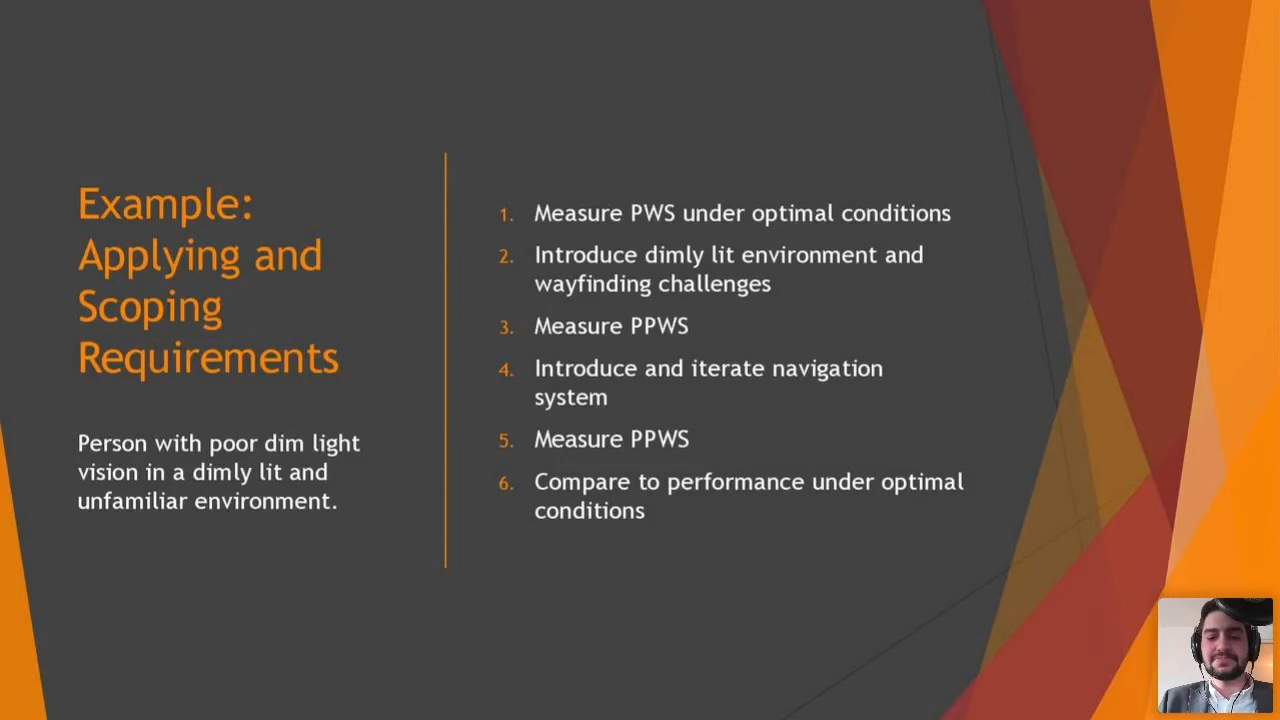 Example:
Applying and
Scoping
Requirements
Person with poor dim light
vision in a dimly lit and
unfamiliar environment.
1. Measure PWS under optimal conditions
2. Introduce dimly lit environment and
wayfinding challenges
3. Measure PPWS
4. Introduce and iterate navigation
system
5. Measure PPWS
6. Compare to performance under optimal
conditions